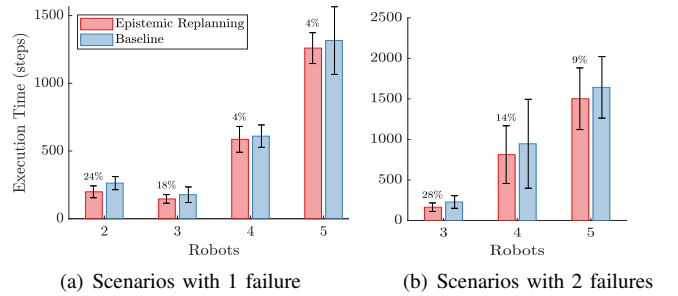 Epistemic Replanning
Baseline
Execution Time (steps)
1500
1000
500
0
24%
18%
4%
4%
2 3 4 5
Robots
(a) Scenarios with 1 failure
2500
2000
1500
1000
500
0
28%
14%
9%
3 4 5
Robots
(b) Scenarios with 2 failures